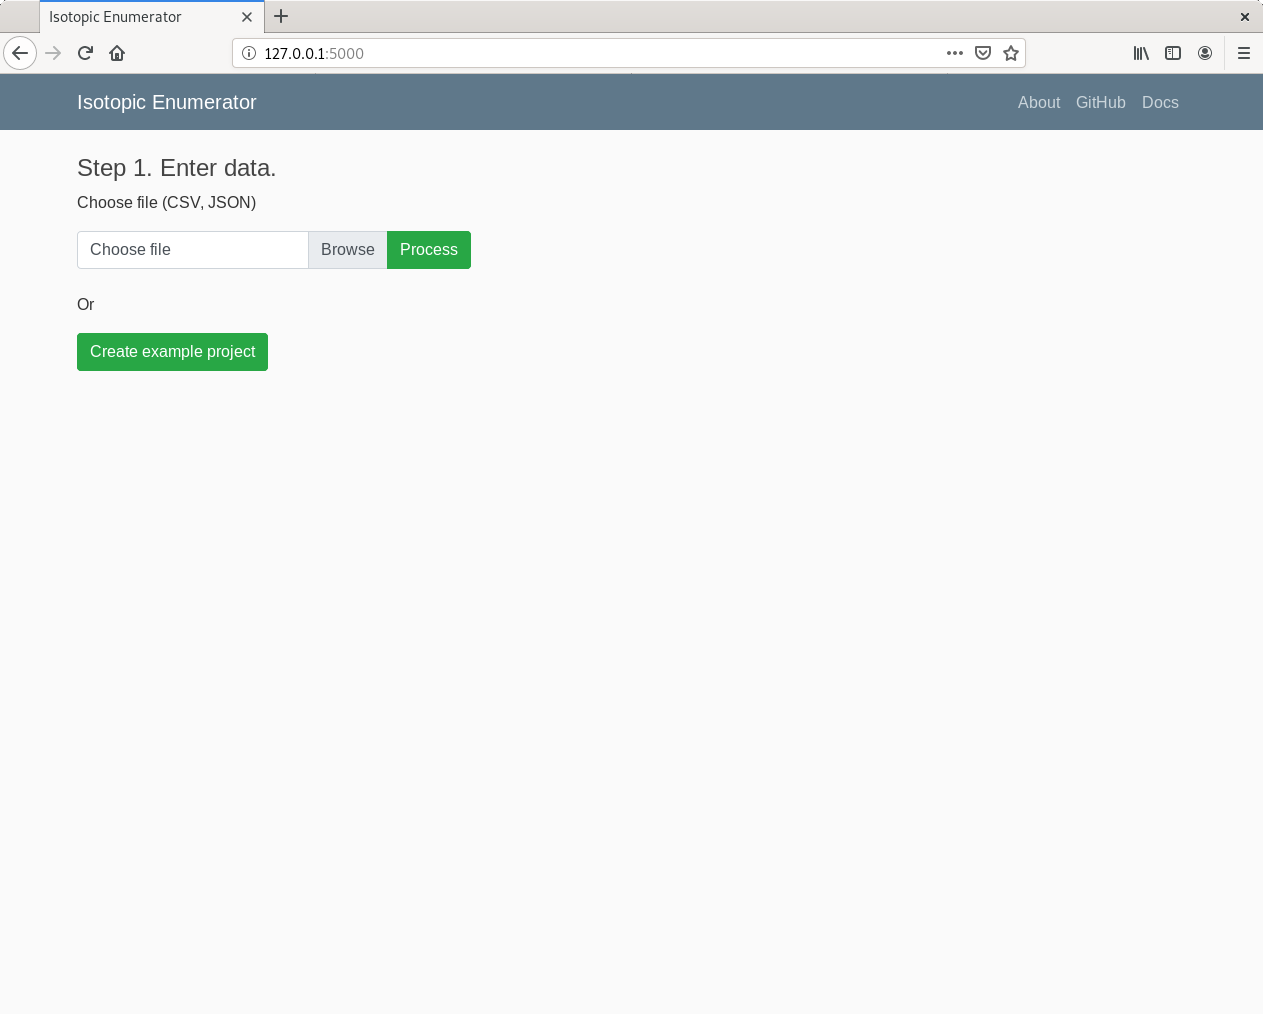 Isotopic Enumerator
127.0.0.1:5000
Isotopic Enumerator About GitHub Docs
Step 1. Enter data.
Choose file (CSV, JSON)
Choose file Browse Process
Or
Create example project